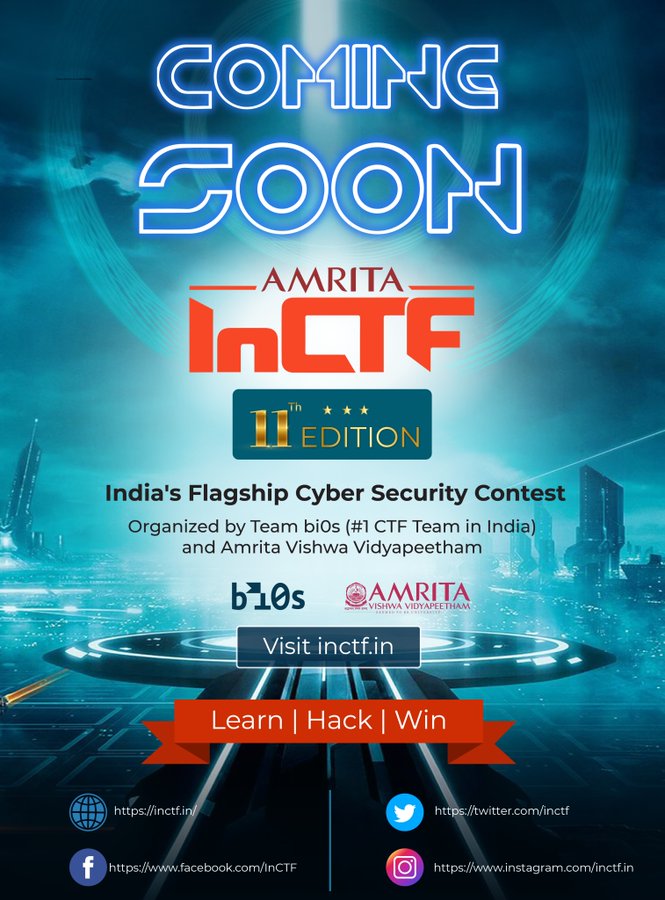 COMING
SOON
AMRITA
InCTF
11Th EDITION
India's Flagship Cyber Security Contest
Organized by Team bi0s (#1 CTF Team in India)
and Amrita Vishwa Vidyapeetham
bi0s
AMRITA
VISHWA VIDYAPEETHAM
Visit inctf.in
Learn | Hack | Win
https://inctf.in/
https://twitter.com/inctf
https://www.facebook.com/InCTF
https://www.instagram.com/inctf.in